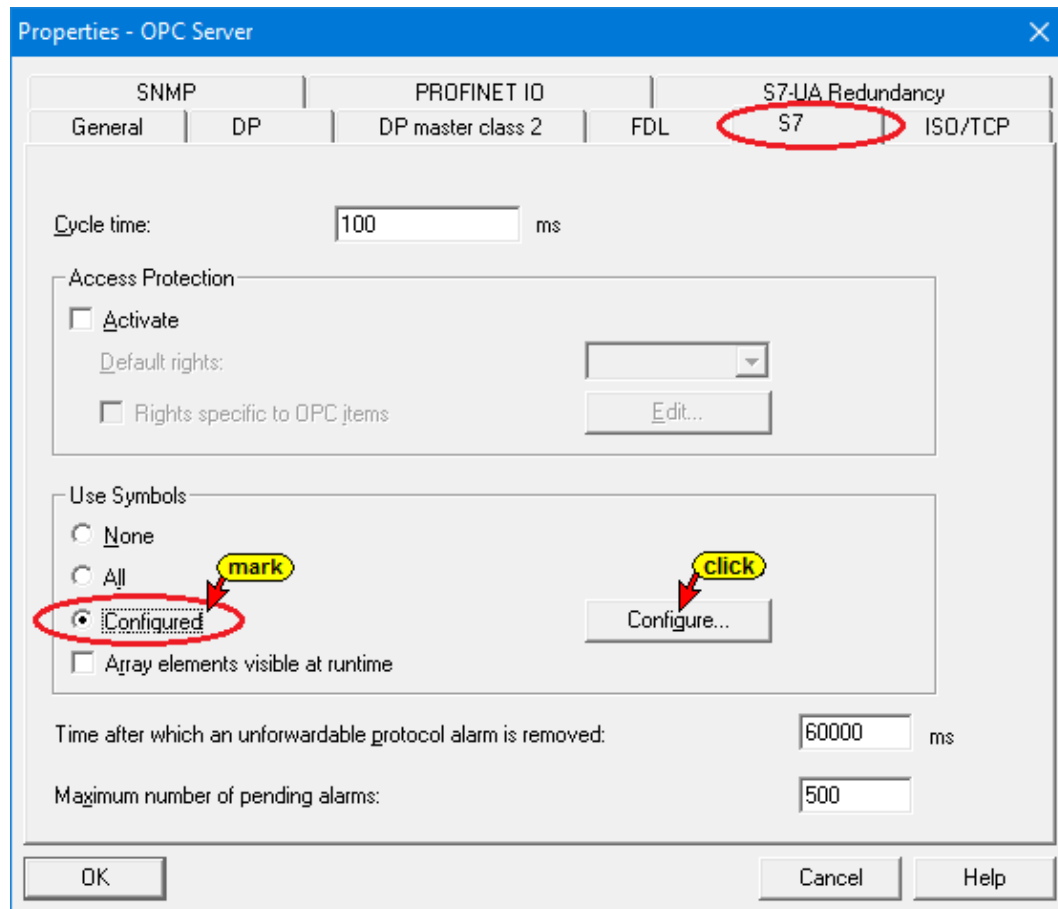 Properties - OPC Server
SNMP PROFINET IO S7-UA Redundancy
General DP DP master class 2 FDL S7 ISO/TCP
Cycle time: 100 ms
Access Protection
Activate
Default rights:
Rights specific to OPC items Edit...
Use Symbols
None
All
mark click
Configured Configure...
Array elements visible at runtime
Time after which an unforwardable protocol alarm is removed: 60000 ms
Maximum number of pending alarms: 500
OK Cancel Help